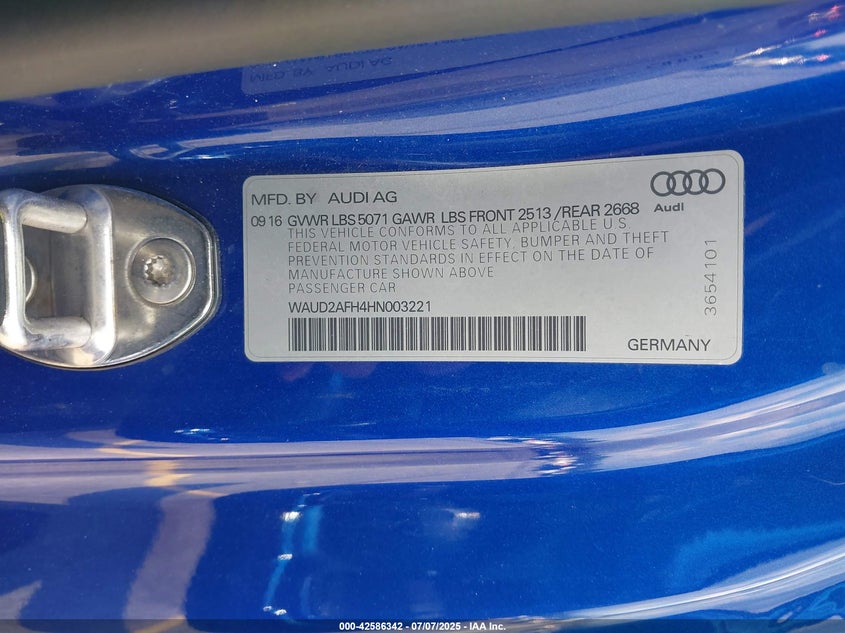 MFD. BY AUDI AG
Audi
09 16 GVWR LBS 5071 GAWR LBS FRONT 2513 /REAR 2668
THIS VEHICLE CONFORMS TO ALL APPLICABLE U S
FEDERAL MOTOR VEHICLE SAFETY, BUMPER AND THEFT
PREVENTION STANDARDS IN EFFECT ON THE DATE OF
MANUFACTURE SHOWN ABOVE
PASSENGER CAR
WAUD2AFH4HN003221
3654101
GERMANY
000-42586342 / 07/07/2025 - IAA Inc.